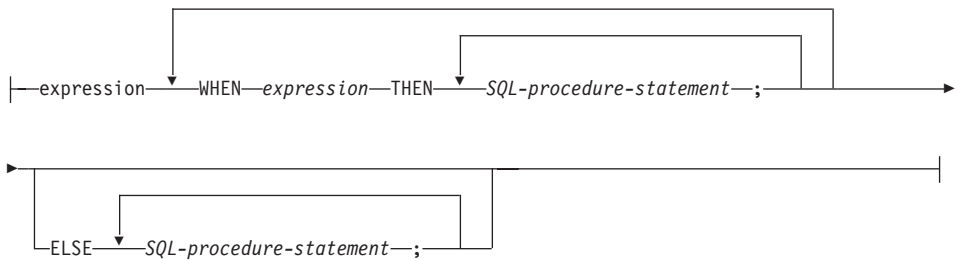 expression WHEN expression THEN SQL-procedure-statement ;
ELSE SQL-procedure-statement ;